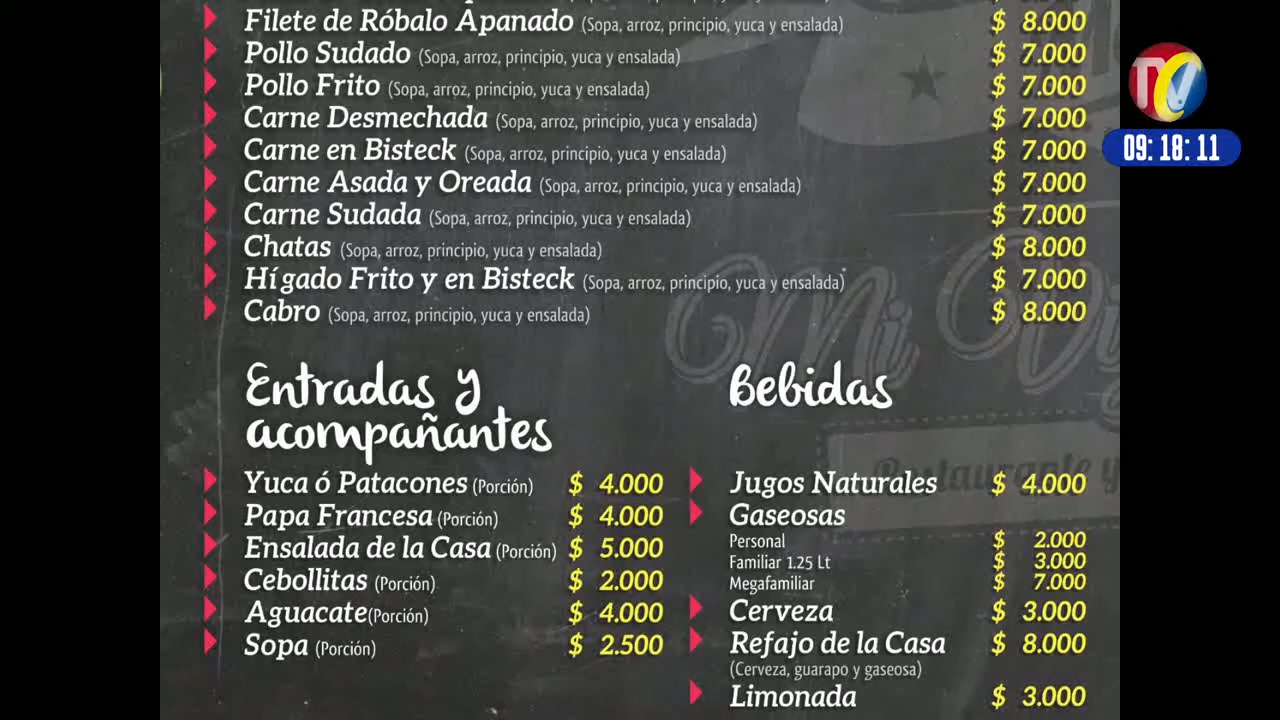 Filete de Róbalo Apanado (Sopa, arroz, principio, yuca y ensalada) $ 8.000
Pollo Sudado (Sopa, arroz, principio, yuca y ensalada) $ 7.000
Pollo Frito (Sopa, arroz, principio, yuca y ensalada) $ 7.000
Carne Desmechada (Sopa, arroz, principio, yuca y ensalada) $ 7.000
Carne en Bisteck (Sopa, arroz, principio, yuca y ensalada) $ 7.000
Carne Asada y Oreada (Sopa, arroz, principio, yuca y ensalada) $ 7.000
Carne Sudada (Sopa, arroz, principio, yuca y ensalada) $ 7.000
Chatas (Sopa, arroz, principio, yuca y ensalada) $ 8.000
Hígado Frito y en Bisteck (Sopa, arroz, principio, yuca y ensalada) $ 7.000
Cabro (Sopa, arroz, principio, yuca y ensalada) $ 8.000
TVC
09:18:11
Mi
Restaurante y
Entradas y
acompañantes
Yuca ó Patacones (Porción) $ 4.000
Papa Francesa (Porción) $ 4.000
Ensalada de la Casa (Porción) $ 5.000
Cebollitas (Porción) $ 2.000
Aguacate(Porción) $ 4.000
Sopa (Porción) $ 2.500
Bebidas
Jugos Naturales $ 4.000
Gaseosas
Personal $ 2.000
Familiar 1.25 Lt $ 3.000
Megafamiliar $ 7.000
Cerveza $ 3.000
Refajo de la Casa $ 8.000
(Cerveza, guarapo y gaseosa)
Limonada $ 3.000